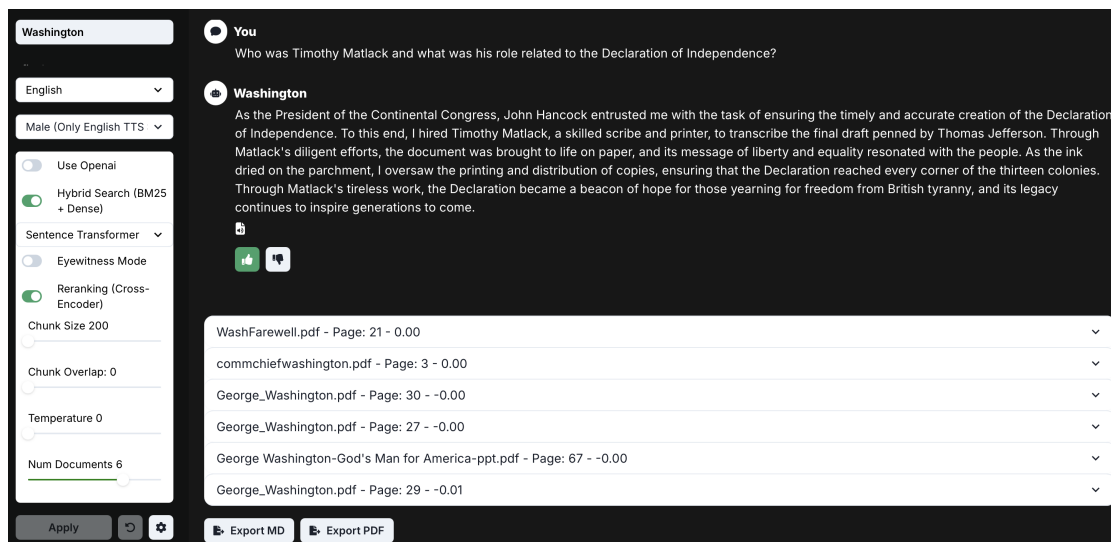 Washington
English
Male (Only English TTS
Use Openai
Hybrid Search (BM25
+ Dense)
Sentence Transformer
Eyewitness Mode
Reranking (Cross-
Encoder)
Chunk Size 200
Chunk Overlap: 0
Temperature 0
Num Documents 6
Apply
You
Who was Timothy Matlack and what was his role related to the Declaration of Independence?
Washington
As the President of the Continental Congress, John Hancock entrusted me with the task of ensuring the timely and accurate creation of the Declaration
of Independence. To this end, I hired Timothy Matlack, a skilled scribe and printer, to transcribe the final draft penned by Thomas Jefferson. Through
Matlack's diligent efforts, the document was brought to life on paper, and its message of liberty and equality resonated with the people. As the ink
dried on the parchment, I oversaw the printing and distribution of copies, ensuring that the Declaration reached every corner of the thirteen colonies.
Through Matlack's tireless work, the Declaration became a beacon of hope for those yearning for freedom from British tyranny, and its legacy
continues to inspire generations to come.
WashFarewell.pdf - Page: 21 - 0.00
commchiefwashington.pdf - Page: 3 - 0.00
George_Washington.pdf - Page: 30 - -0.00
George_Washington.pdf - Page: 27 - -0.00
George Washington-God's Man for America-ppt.pdf - Page: 67 - -0.00
George_Washington.pdf - Page: 29 - -0.01
Export MD
Export PDF